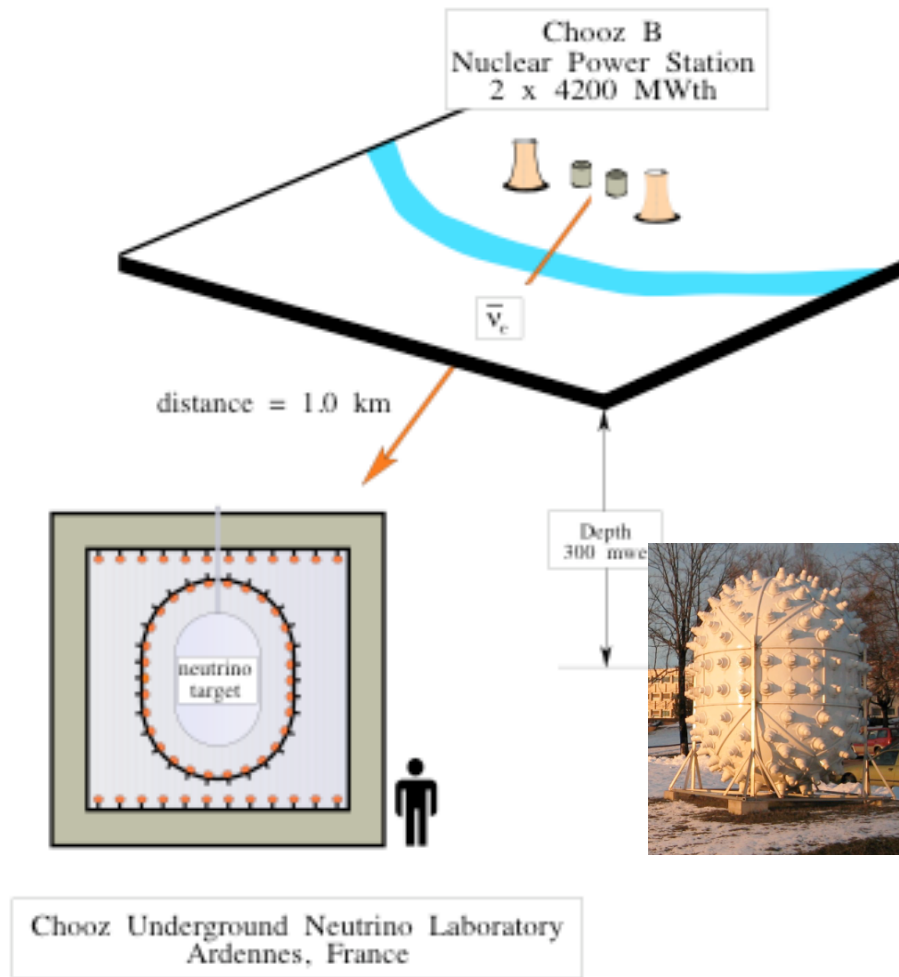 Chooz B
Nuclear Power Station
2 x 4200 MWth
ν̅e
distance = 1.0 km
Depth
300 mwe
neutrino
target
Chooz Underground Neutrino Laboratory
Ardennes, France